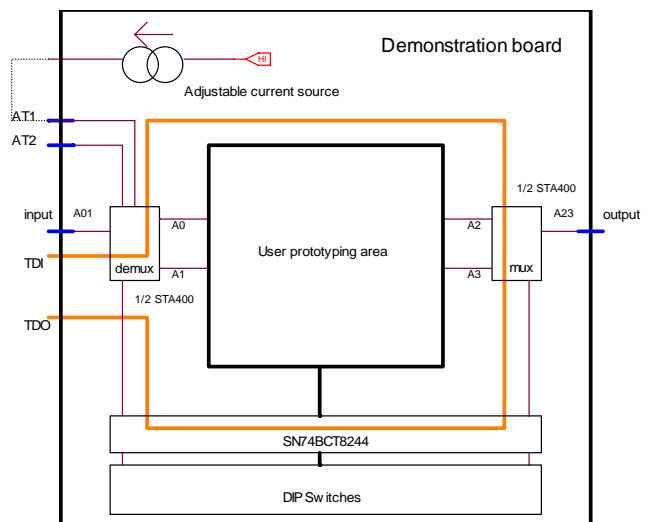 Demonstration board
HI
Adjustable current source
AT1
AT2
1/2 STA400
input
A01
A0
A2
A23
output
User prototyping area
TDI
demux
A1
A3
mux
1/2 STA400
TDO
SN74BCT8244
DIP Switches